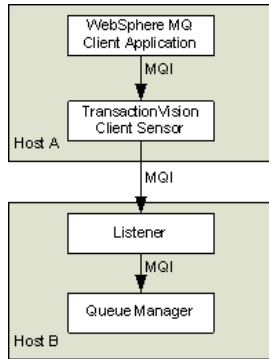 WebSphere MQ
Client Application
MQI
TransactionVision
Client Sensor
Host A
MQI
Listener
MQI
Queue Manager
Host B